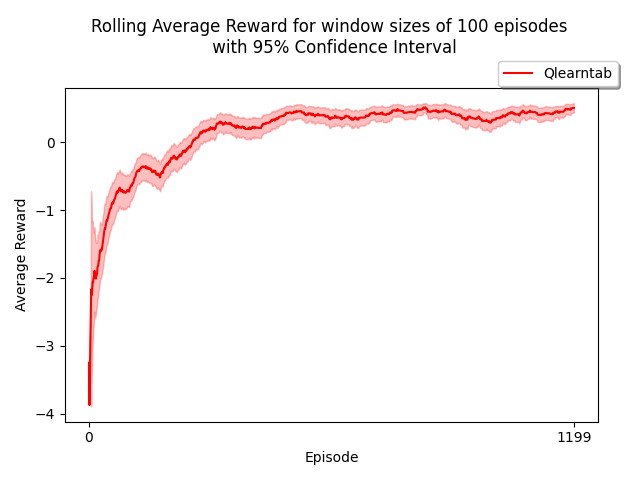 Rolling Average Reward for window sizes of 100 episodes
with 95% Confidence Interval
Qlearntab
Average Reward
0
−1
−2
−3
−4
0
1199
Episode